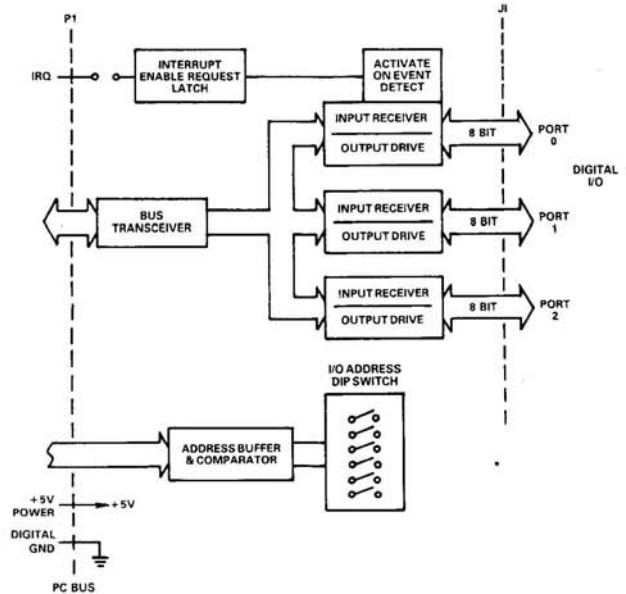 P1
J1
IRQ
INTERRUPT
ENABLE REQUEST
LATCH
ACTIVATE
ON EVENT
DETECT
INPUT RECEIVER
OUTPUT DRIVE
8 BIT
PORT
0
DIGITAL
I/O
BUS
TRANSCEIVER
INPUT RECEIVER
OUTPUT DRIVE
8 BIT
PORT
1
INPUT RECEIVER
OUTPUT DRIVE
8 BIT
PORT
2
I/O ADDRESS
DIP SWITCH
ADDRESS BUFFER
& COMPARATOR
+5V
POWER
+5V
DIGITAL
GND
PC BUS